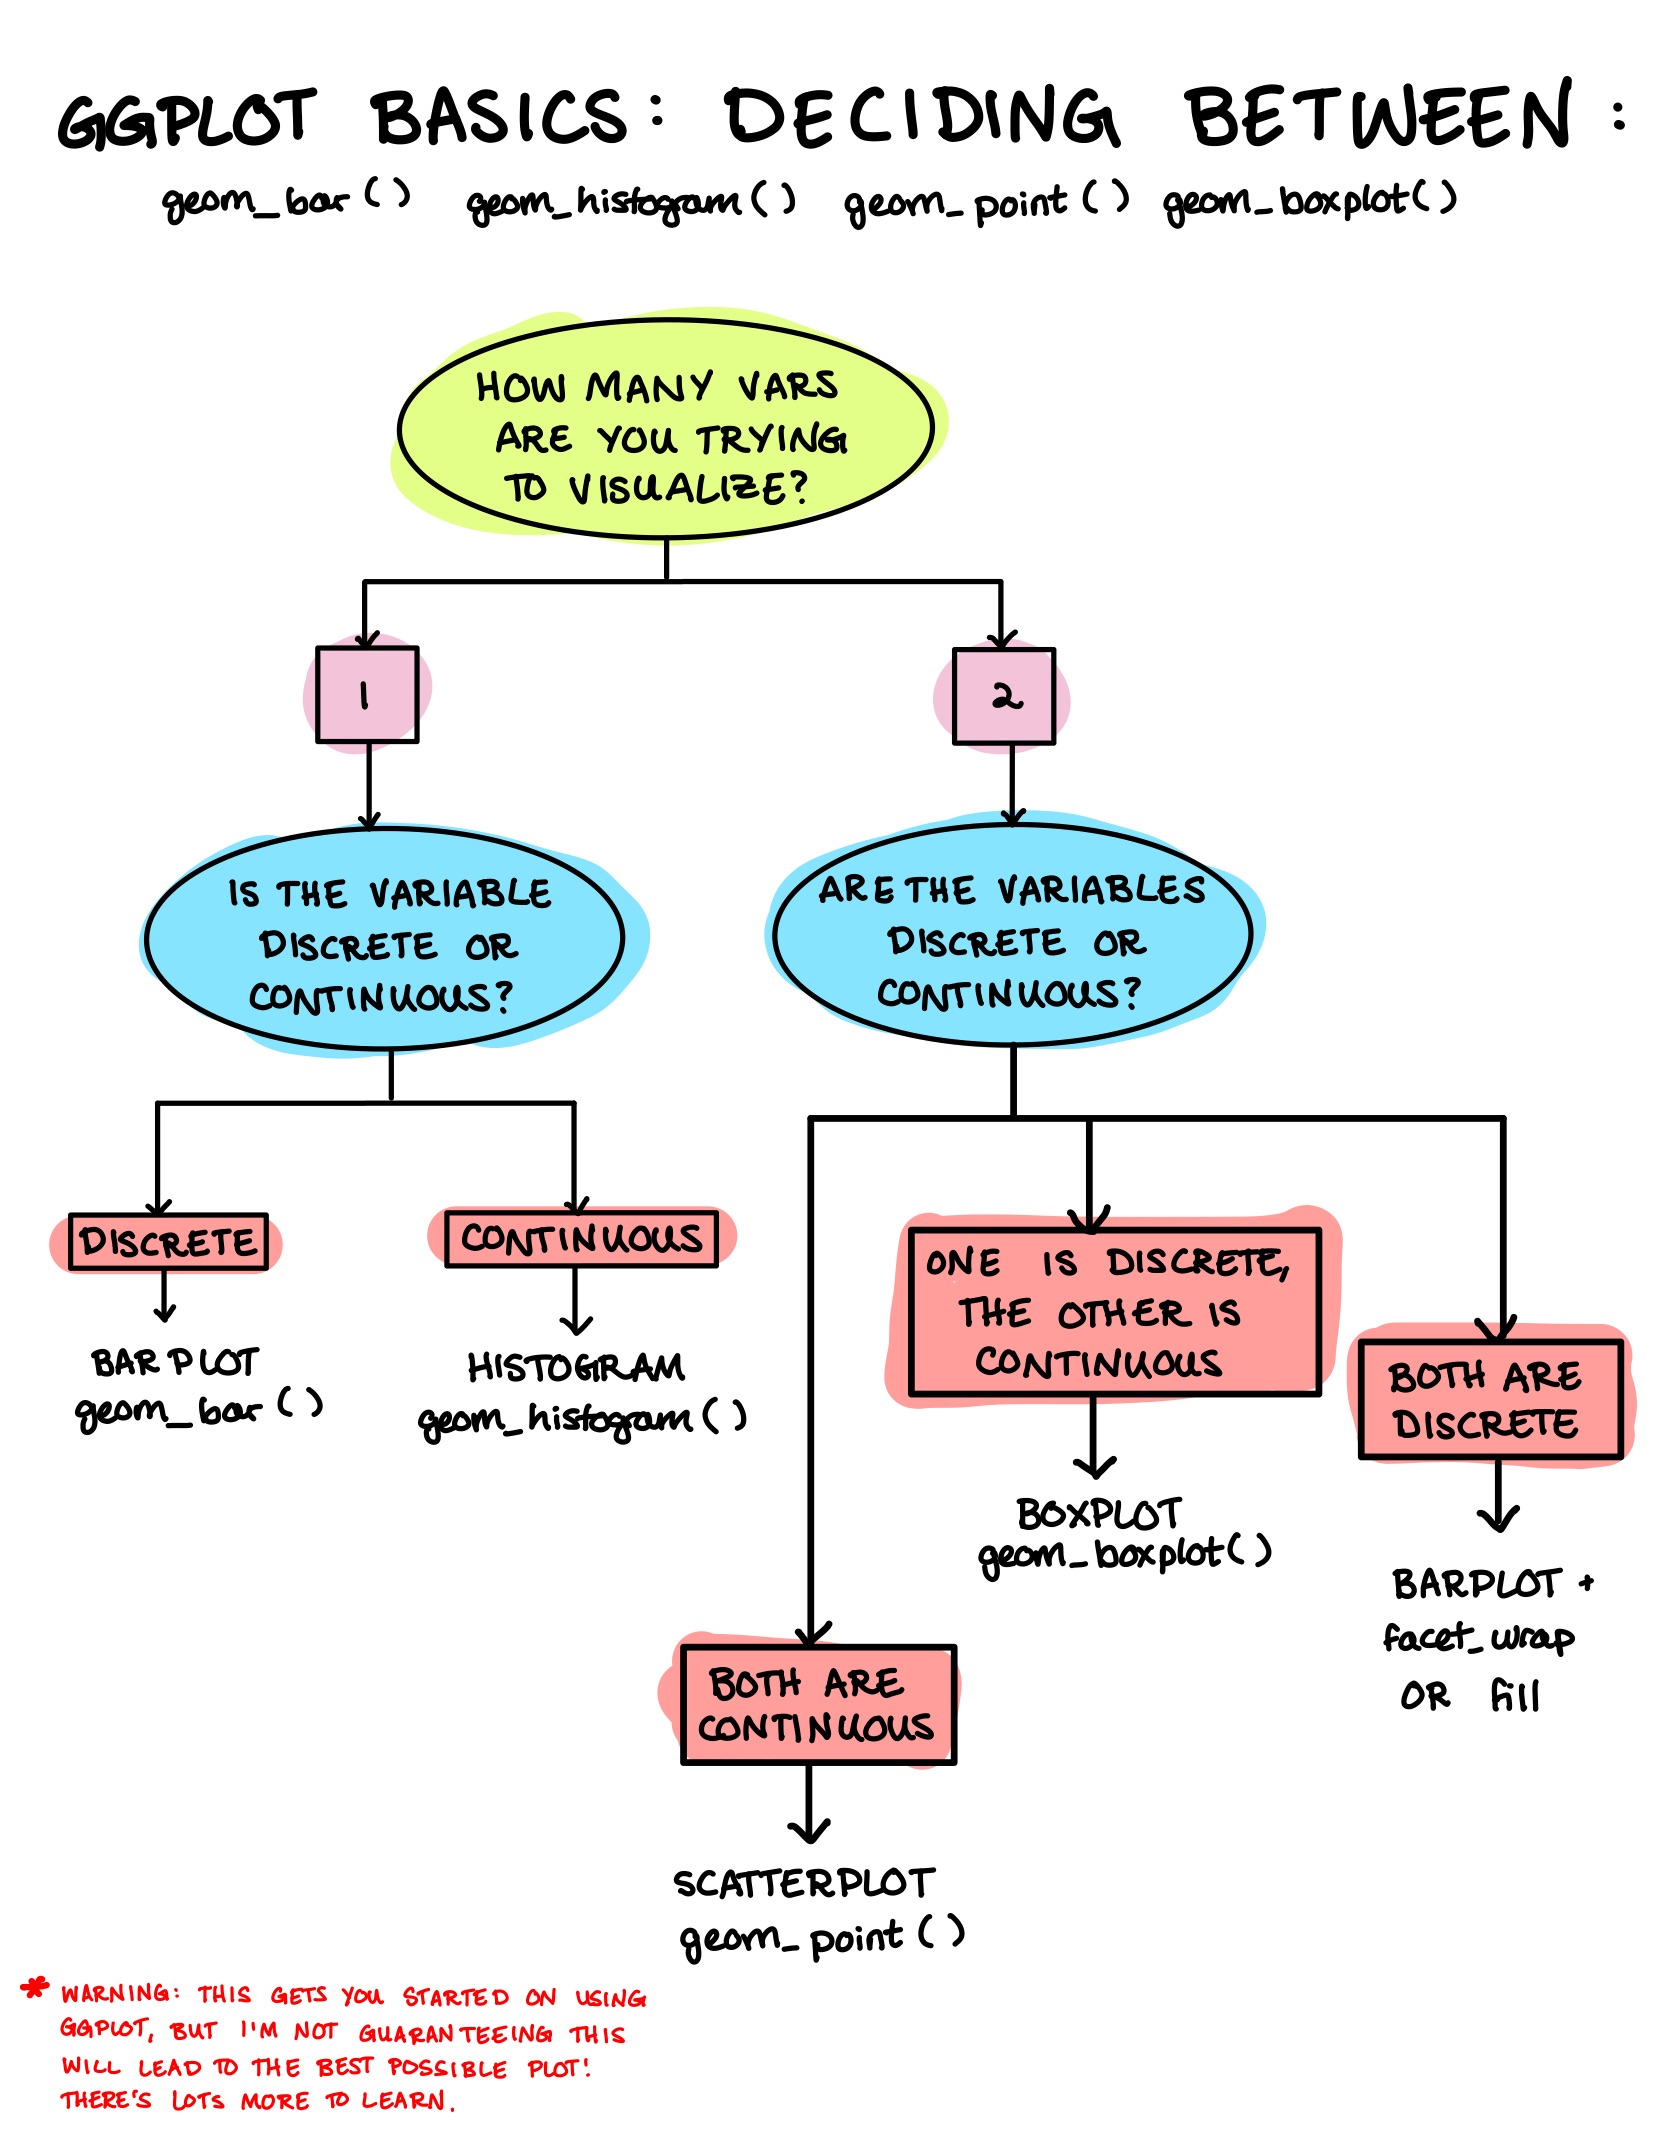 GGPLOT BASICS: DECIDING BETWEEN:
geom_bar() geom_histogram() geom_point() geom_boxplot()
HOW MANY VARS
ARE YOU TRYING
TO VISUALIZE?
1
2
IS THE VARIABLE
DISCRETE OR
CONTINUOUS?
ARE THE VARIABLES
DISCRETE OR
CONTINUOUS?
DISCRETE
BAR PLOT
geom_bar()
CONTINUOUS
HISTOGRAM
geom_histogram()
ONE IS DISCRETE,
THE OTHER IS
CONTINUOUS
BOXPLOT
geom_boxplot()
BOTH ARE
DISCRETE
BARPLOT +
facet_wrap
OR fill
BOTH ARE
CONTINUOUS
SCATTERPLOT
geom_point()
* WARNING: THIS GETS YOU STARTED ON USING
GGPLOT, BUT I'M NOT GUARANTEEING THIS
WILL LEAD TO THE BEST POSSIBLE PLOT!
THERE'S LOTS MORE TO LEARN.